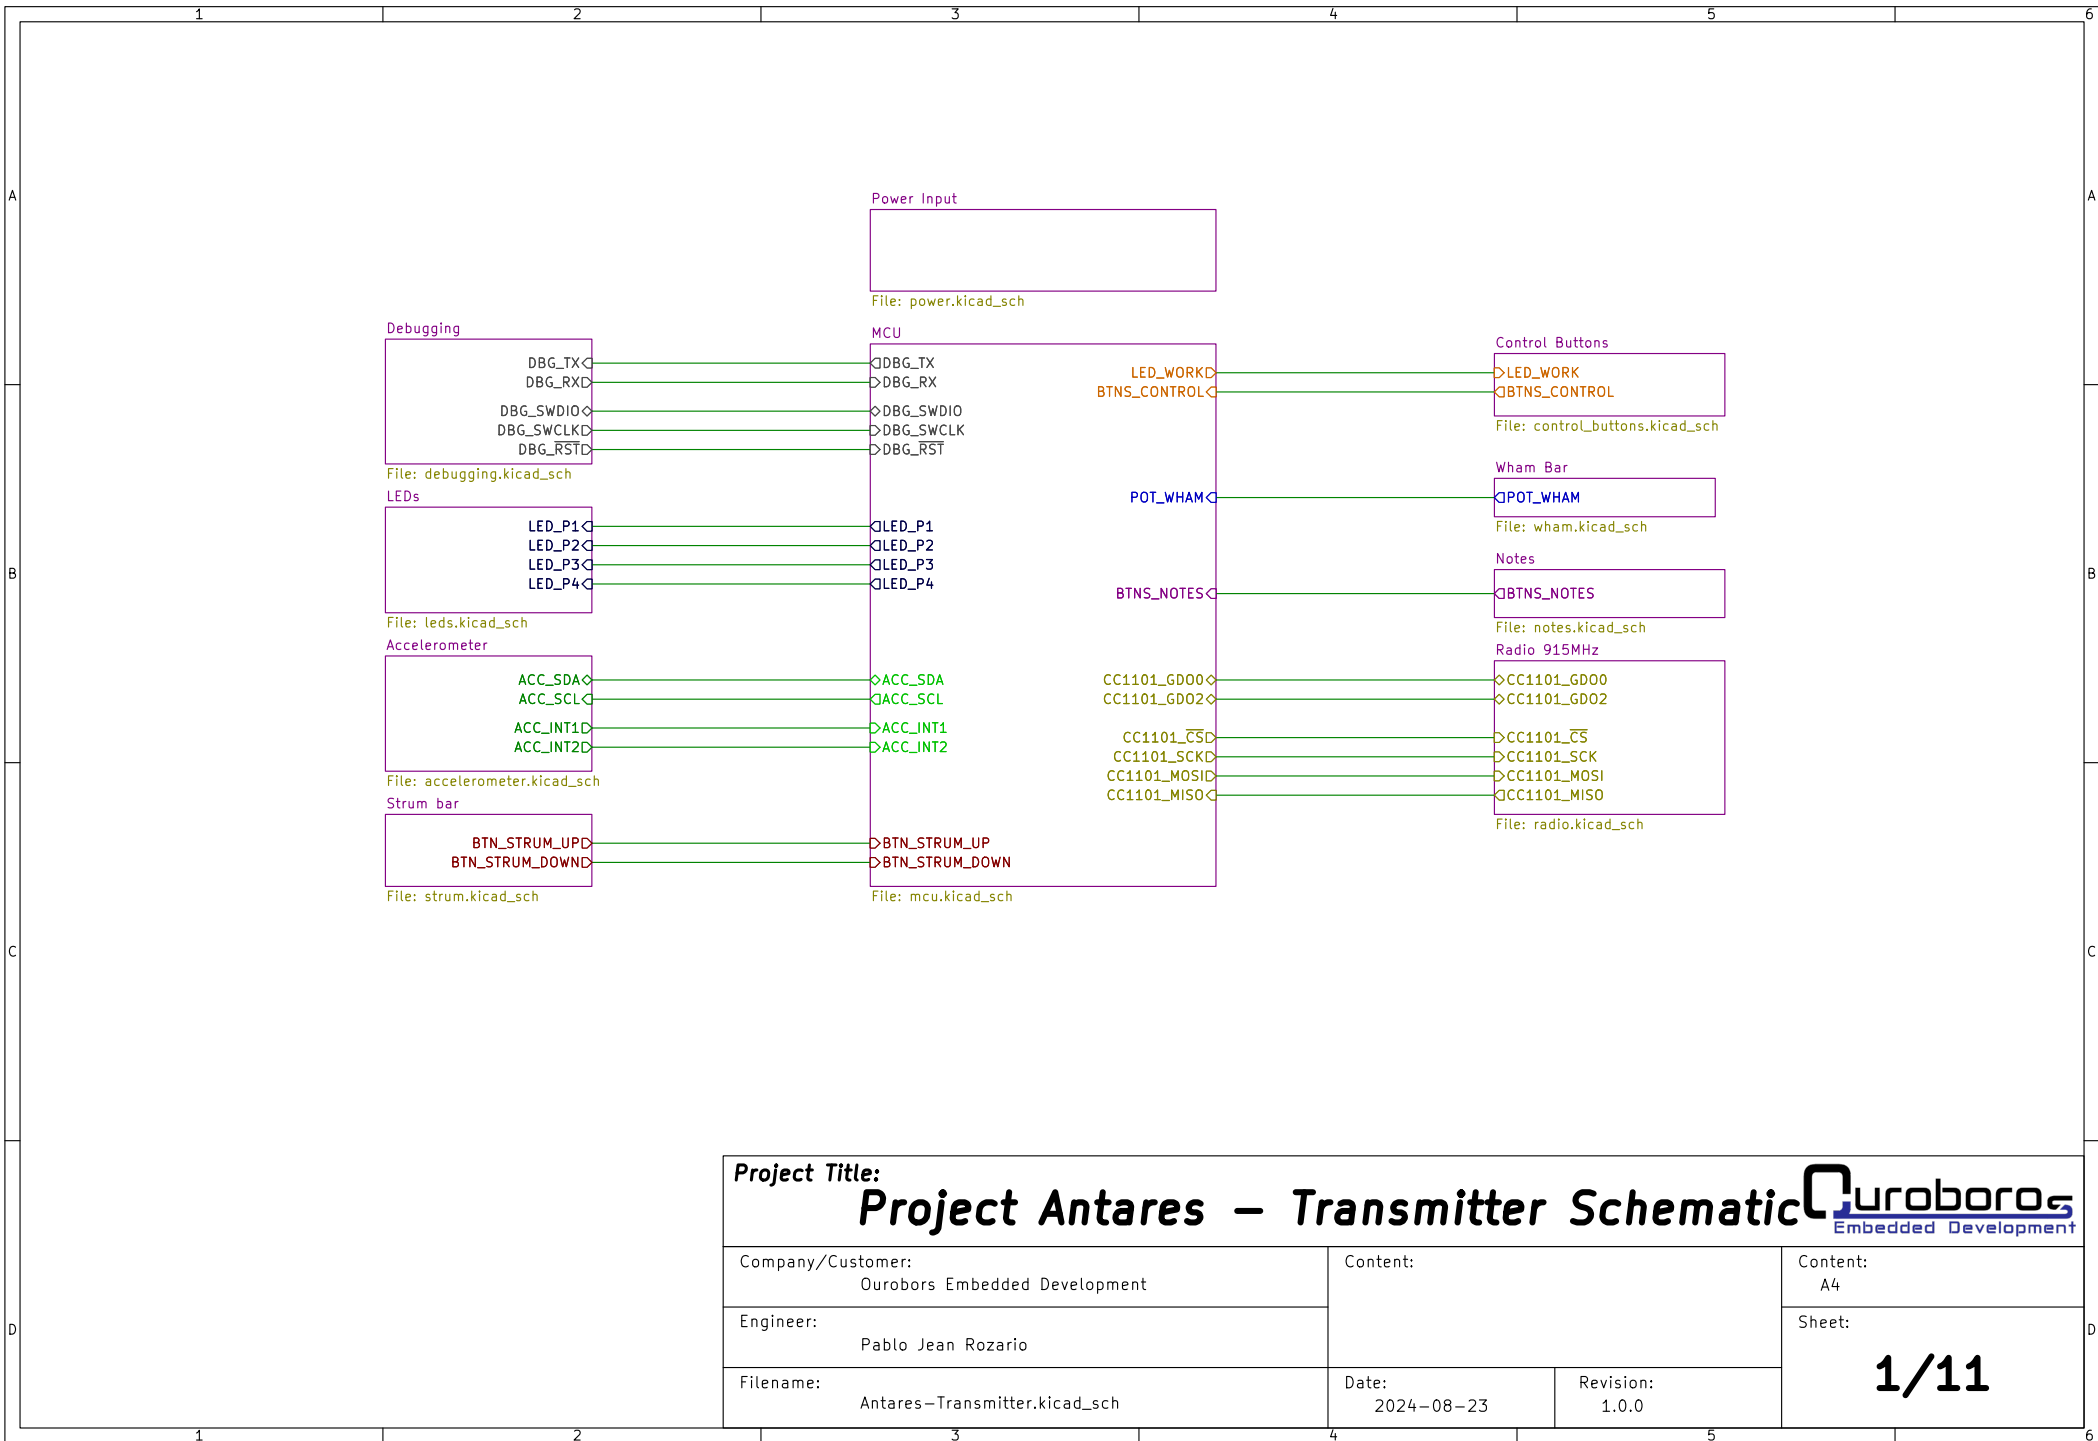 1 2 3 4 5 6
A A
B B
C C
D D
Power Input
File: power.kicad_sch
Debugging
DBG_TX
DBG_RX
DBG_SWDIO
DBG_SWCLK
DBG_RST
File: debugging.kicad_sch
LEDs
LED_P1
LED_P2
LED_P3
LED_P4
File: leds.kicad_sch
Accelerometer
ACC_SDA
ACC_SCL
ACC_INT1
ACC_INT2
File: accelerometer.kicad_sch
Strum bar
BTN_STRUM_UP
BTN_STRUM_DOWN
File: strum.kicad_sch
MCU
DBG_TX
DBG_RX
DBG_SWDIO
DBG_SWCLK
DBG_RST
LED_P1
LED_P2
LED_P3
LED_P4
ACC_SDA
ACC_SCL
ACC_INT1
ACC_INT2
BTN_STRUM_UP
BTN_STRUM_DOWN
LED_WORK
BTNS_CONTROL
POT_WHAM
BTNS_NOTES
CC1101_GDO0
CC1101_GDO2
CC1101_CS
CC1101_SCK
CC1101_MOSI
CC1101_MISO
File: mcu.kicad_sch
Control Buttons
LED_WORK
BTNS_CONTROL
File: control_buttons.kicad_sch
Wham Bar
POT_WHAM
File: wham.kicad_sch
Notes
BTNS_NOTES
File: notes.kicad_sch
Radio 915MHz
CC1101_GDO0
CC1101_GDO2
CC1101_CS
CC1101_SCK
CC1101_MOSI
CC1101_MISO
File: radio.kicad_sch
Project Title:
Project Antares - Transmitter Schematic
Ouroboros
Embedded Development
Company/Customer:
Ourobors Embedded Development
Engineer:
Pablo Jean Rozario
Filename:
Antares-Transmitter.kicad_sch
Content:
Date:
2024-08-23
Revision:
1.0.0
Content:
A4
Sheet:
1/11
1 2 3 4 5 6